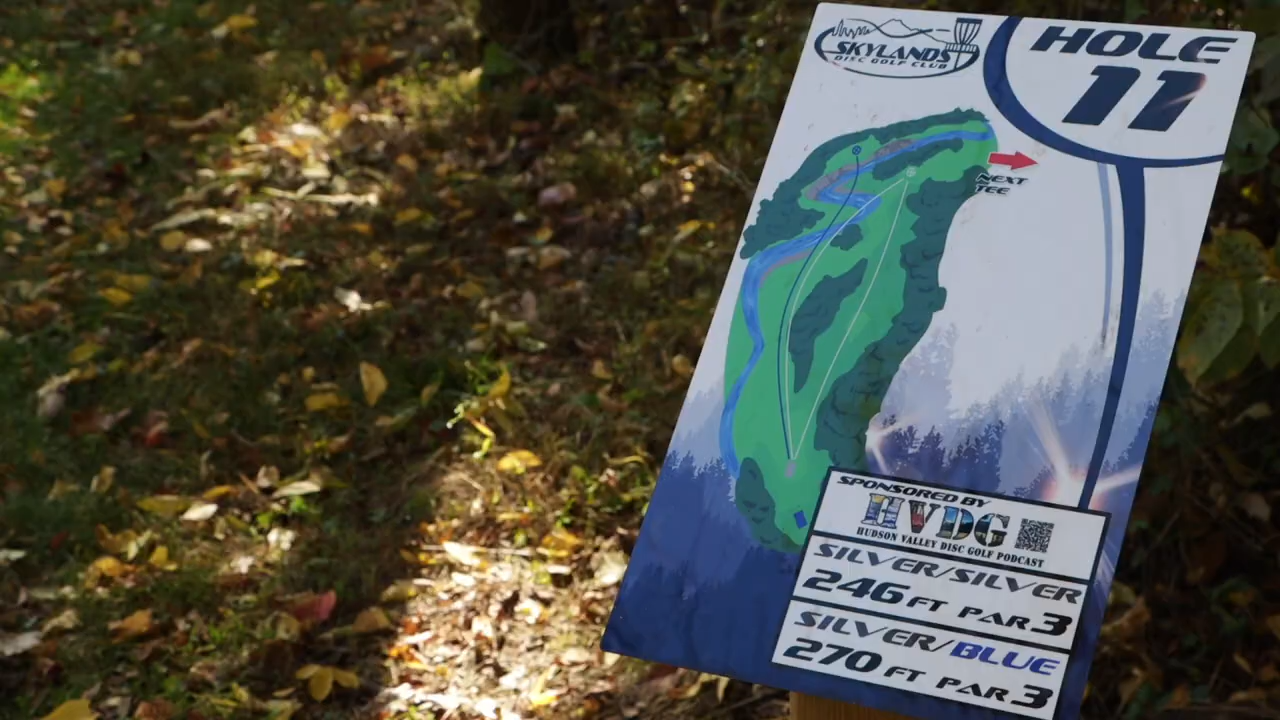 SKYLANDS
DISC GOLF CLUB
HOLE
11
NEXT
TEE
SPONSORED BY
HVDG
HUDSON VALLEY DISC GOLF PODCAST
SILVER/SILVER
246 FT PAR 3
SILVER/BLUE
270 FT PAR 3